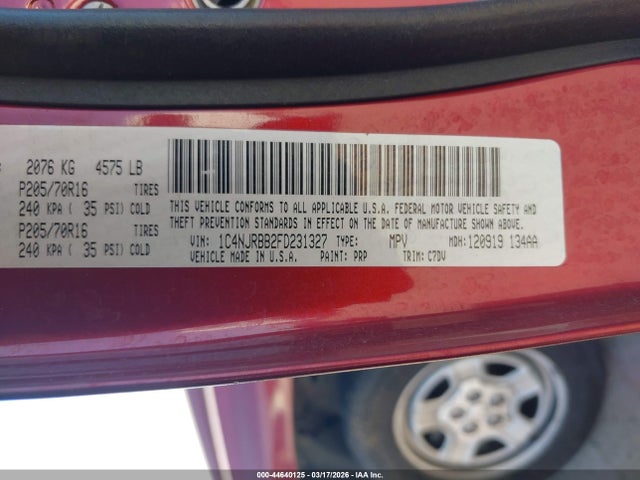 : 2076 KG 4575 LB
P205/70R16 TIRES
240 KPA ( 35 PSI) COLD
P205/70R16 TIRES
240 KPA ( 35 PSI) COLD
THIS VEHICLE CONFORMS TO ALL APPLICABLE U.S.A. FEDERAL MOTOR VEHICLE SAFETY AND
THEFT PREVENTION STANDARDS IN EFFECT ON THE DATE OF MANUFACTURE SHOWN ABOVE.
VIN: 1C4NJRBB2FD231327 TYPE: MPV MDH: 120919 134AA
VEHICLE MADE IN U.S.A. PAINT: PRP TRIM: C7DV
000-44640125 - 03/17/2026 - IAA Inc.